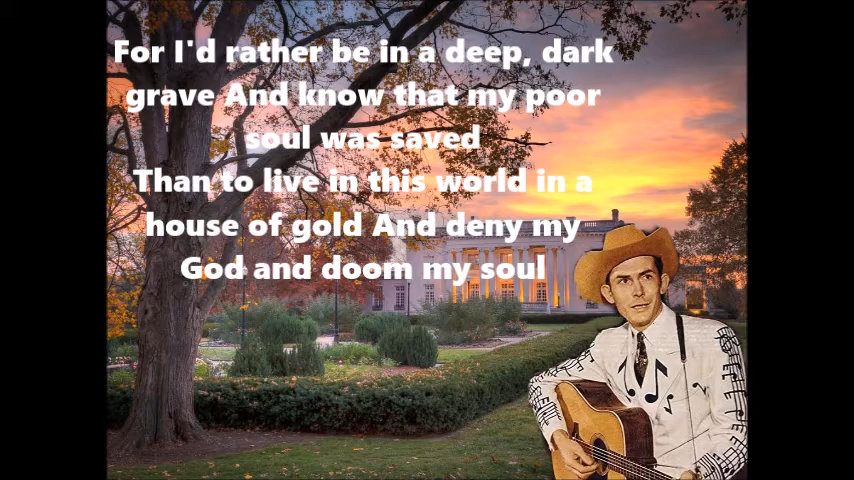 For I'd rather be in a deep, dark
grave And know that my poor
soul was saved
Than to live in this world in a
house of gold And deny my
God and doom my soul